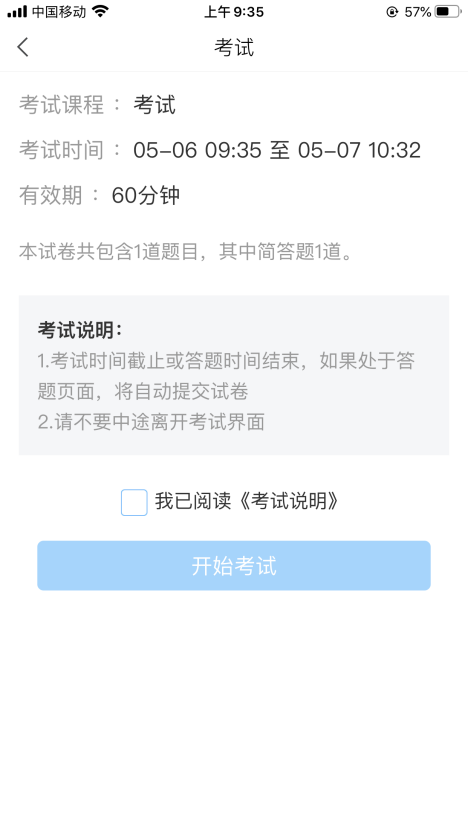 中国移动 上午9:35 57%
考试
考试课程： 考试
考试时间： 05-06 09:35 至 05-07 10:32
有效期： 60分钟
本试卷共包含1道题目，其中简答题1道。
考试说明：
1.考试时间截止或答题时间结束，如果处于答
题页面，将自动提交试卷
2.请不要中途离开考试界面
我已阅读《考试说明》
开始考试